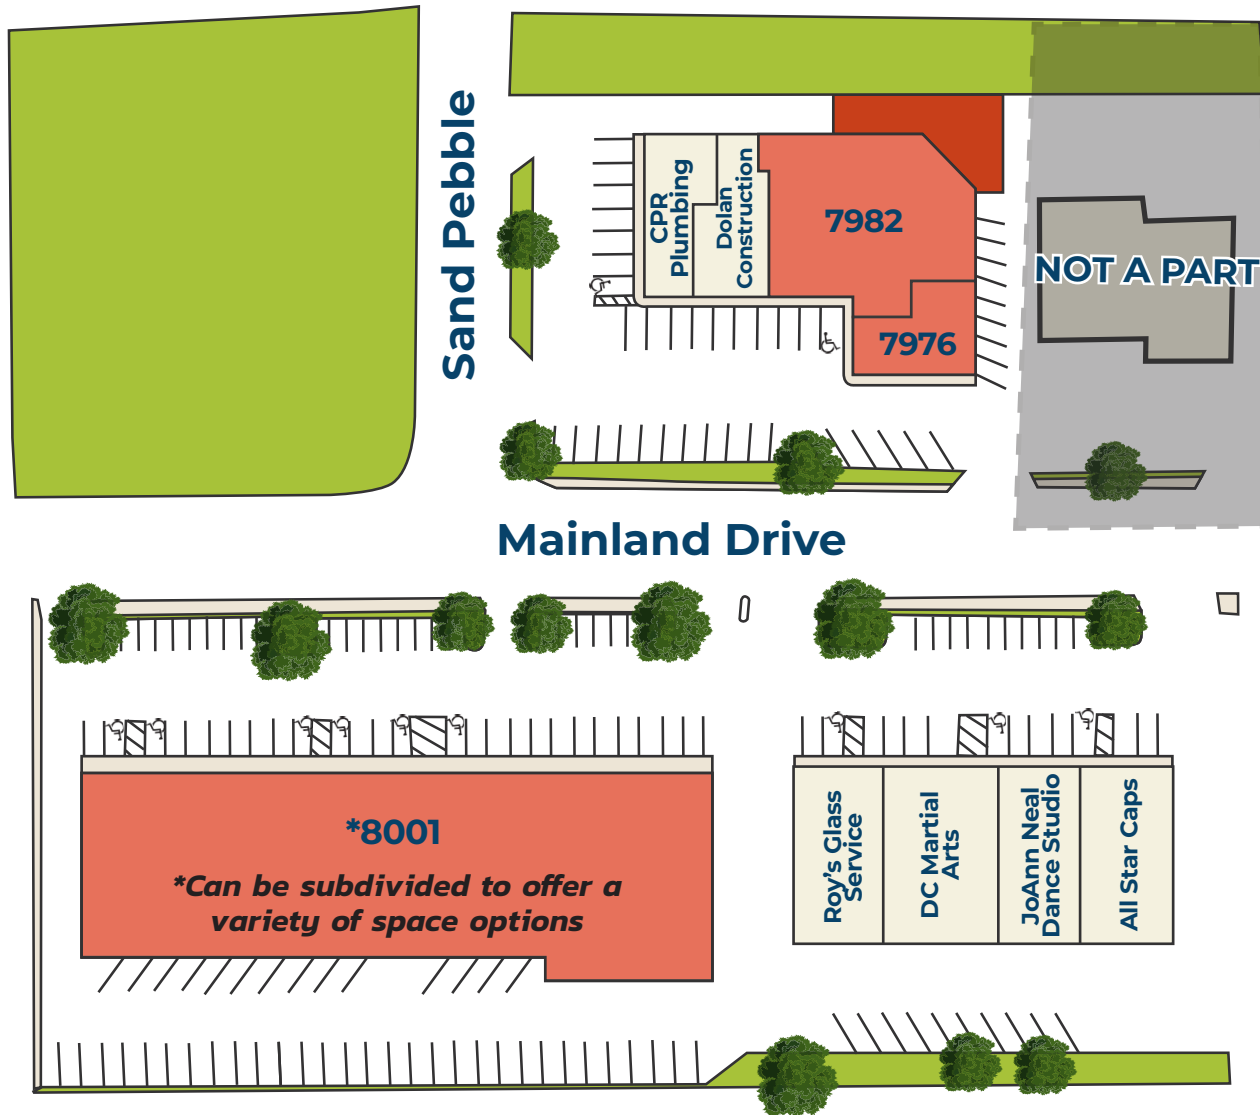 Sand Pebble
CPR
Plumbing
Dolan
Construction
7982
7976
NOT A PART
Mainland Drive
*8001
*Can be subdivided to offer a
variety of space options
Roy's Glass
Service
DC Martial
Arts
JoAnn Neal
Dance Studio
All Star Caps